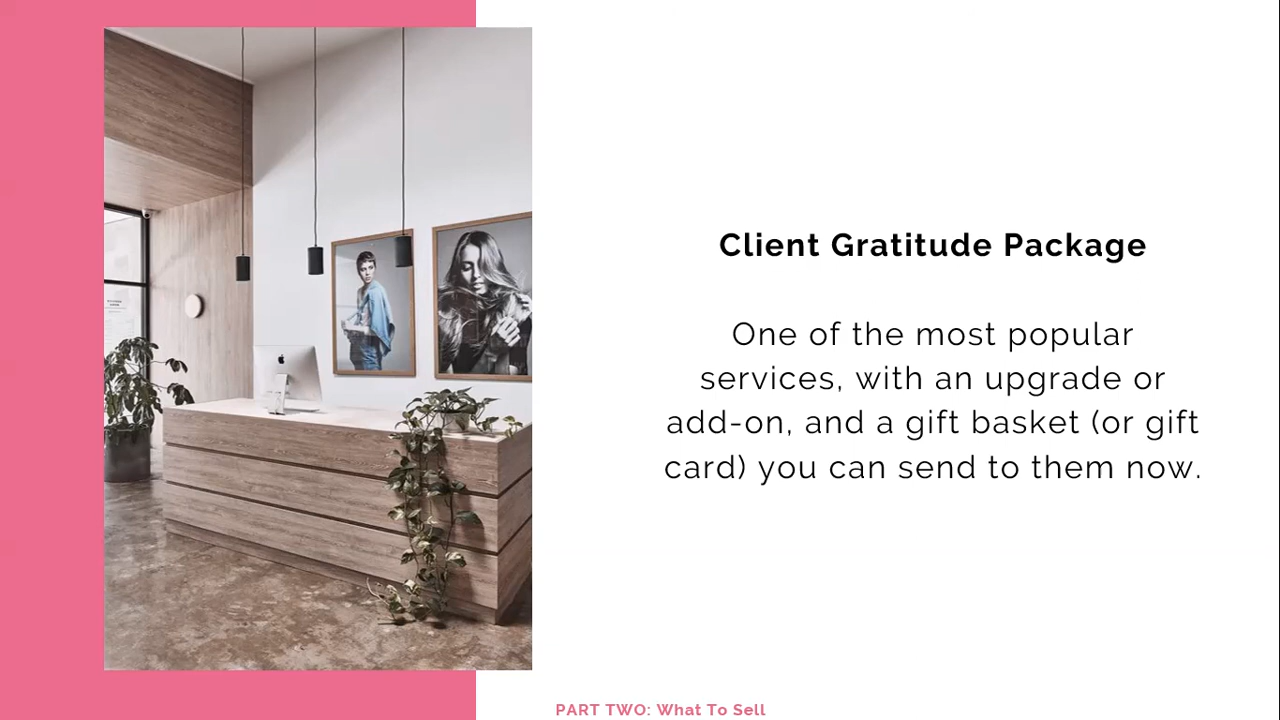 Client Gratitude Package
One of the most popular
services, with an upgrade or
add-on, and a gift basket (or gift
card) you can send to them now.
PART TWO: What To Sell